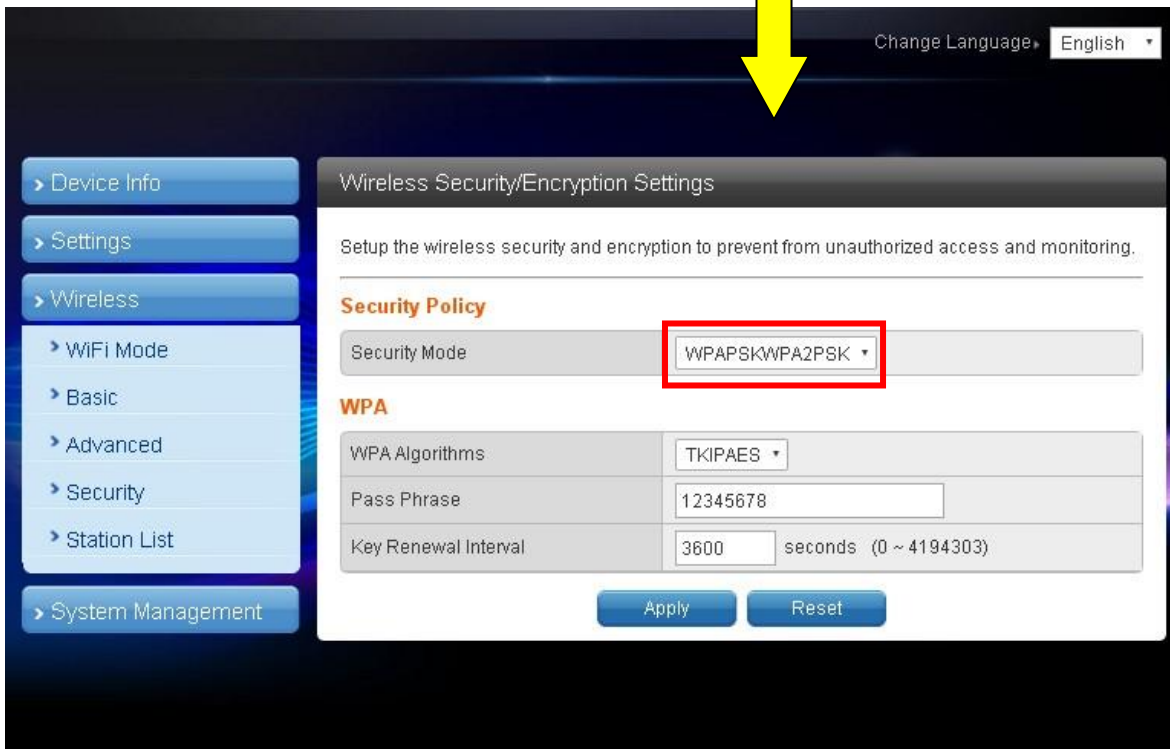 Change Language
English
Device Info
Settings
Wireless
WiFi Mode
Basic
Advanced
Security
Station List
System Management
Wireless Security/Encryption Settings
Setup the wireless security and encryption to prevent from unauthorized access and monitoring.
Security Policy
Security Mode WPAPSKWPA2PSK
WPA
WPA Algorithms TKIPAES
Pass Phrase 12345678
Key Renewal Interval 3600 seconds (0 ~ 4194303)
Apply Reset